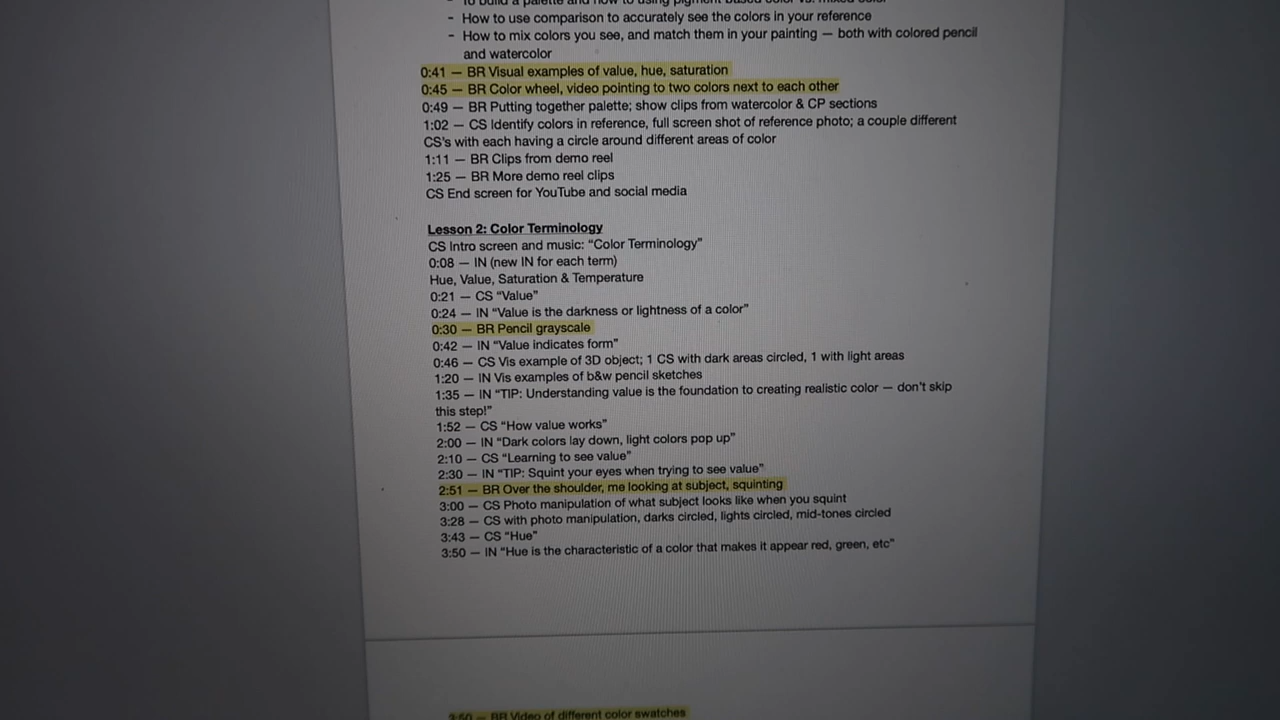 To build a palette and how to using pigment based color vs. mixed color
- How to use comparison to accurately see the colors in your reference
- How to mix colors you see, and match them in your painting — both with colored pencil
and watercolor
0:41 — BR Visual examples of value, hue, saturation
0:45 — BR Color wheel, video pointing to two colors next to each other
0:49 — BR Putting together palette; show clips from watercolor & CP sections
1:02 — CS Identify colors in reference, full screen shot of reference photo; a couple different
CS's with each having a circle around different areas of color
1:11 — BR Clips from demo reel
1:25 — BR More demo reel clips
CS End screen for YouTube and social media
Lesson 2: Color Terminology
CS Intro screen and music: “Color Terminology”
0:08 — IN (new IN for each term)
Hue, Value, Saturation & Temperature
0:21 — CS “Value”
0:24 — IN “Value is the darkness or lightness of a color”
0:30 — BR Pencil grayscale
0:42 — IN “Value indicates form”
0:46 — CS Vis example of 3D object; 1 CS with dark areas circled, 1 with light areas
1:20 — IN Vis examples of b&w pencil sketches
1:35 — IN “TIP: Understanding value is the foundation to creating realistic color — don't skip
this step!”
1:52 — CS “How value works”
2:00 — IN “Dark colors lay down, light colors pop up”
2:10 — CS “Learning to see value”
2:30 — IN “TIP: Squint your eyes when trying to see value”
2:51 — BR Over the shoulder, me looking at subject, squinting
3:00 — CS Photo manipulation of what subject looks like when you squint
3:28 — CS with photo manipulation, darks circled, lights circled, mid-tones circled
3:43 — CS “Hue”
3:50 — IN “Hue is the characteristic of a color that makes it appear red, green, etc”
— BR Video of different color swatches